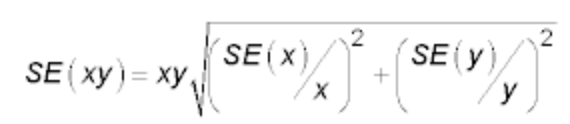 SE(xy) = xy√((SE(x)/x)² + (SE(y)/y)²)